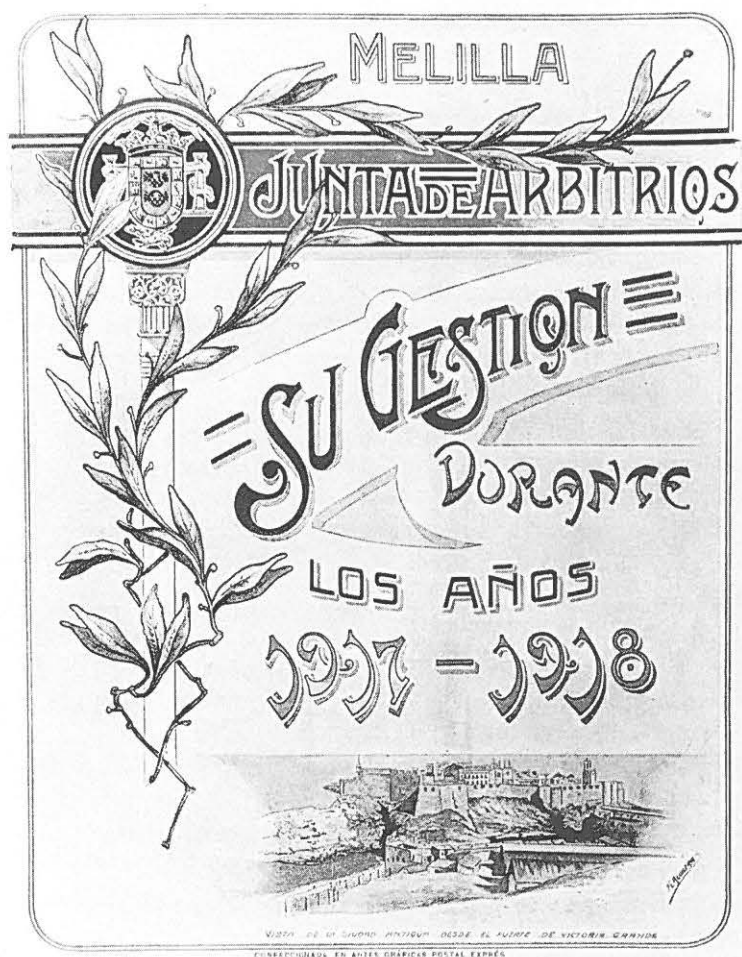 MELILLA
JUNTA DE ARBITRIOS
SU GESTION
DURANTE
LOS AÑOS
1917-1918
VISTA DE LA CIUDAD ANTIGUA DESDE EL FUERTE DE VICTORIA GRANDE
CONFECCIONADA EN ARTES GRÁFICAS POSTAL EXPRÉS